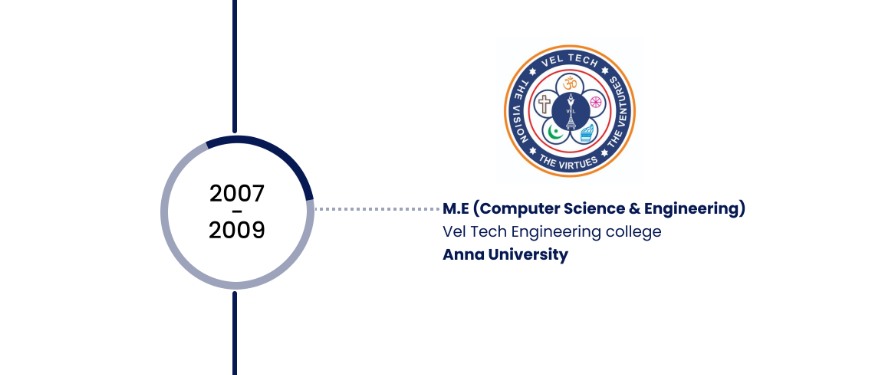 2007
–
2009
VEL TECH
THE VISION
THE VENTURES
THE VIRTUES
VEL
M.E (Computer Science & Engineering)
Vel Tech Engineering college
Anna University